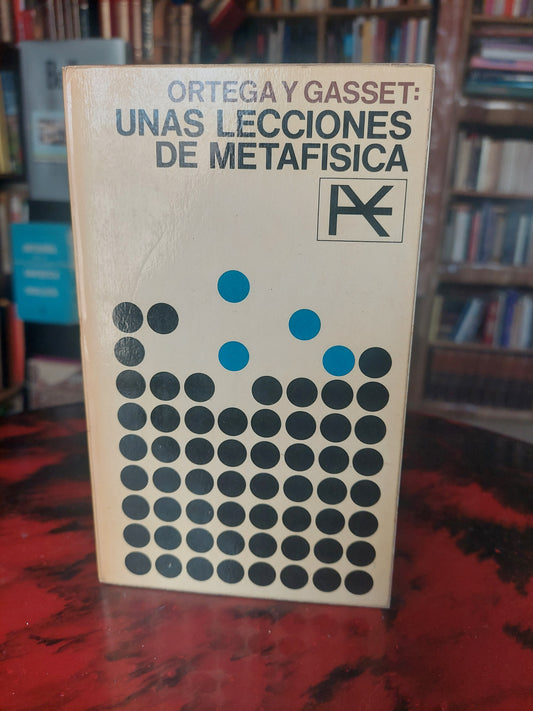 ORTEGA Y GASSET:
UNAS LECCIONES
DE METAFISICA